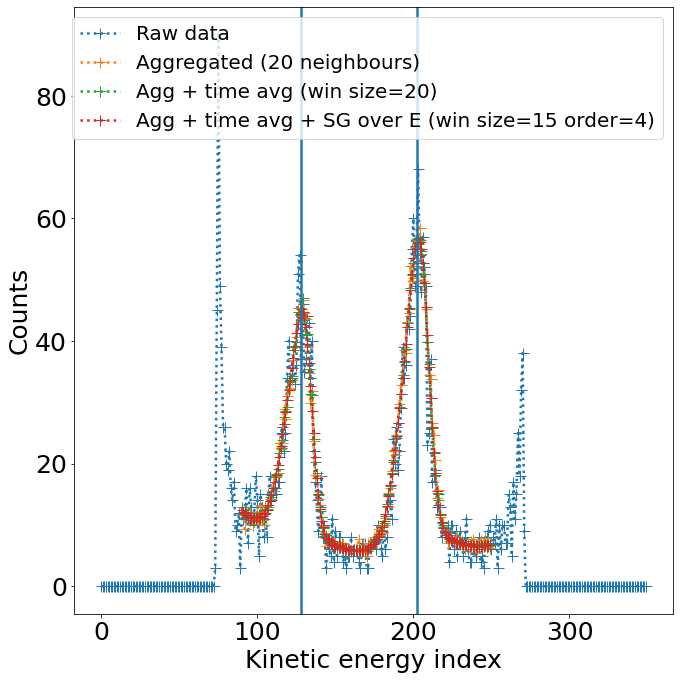 Raw data
Aggregated (20 neighbours)
Agg + time avg (win size=20)
Agg + time avg + SG over E (win size=15 order=4)
80
60
40
20
0
Counts
0 100 200 300
Kinetic energy index